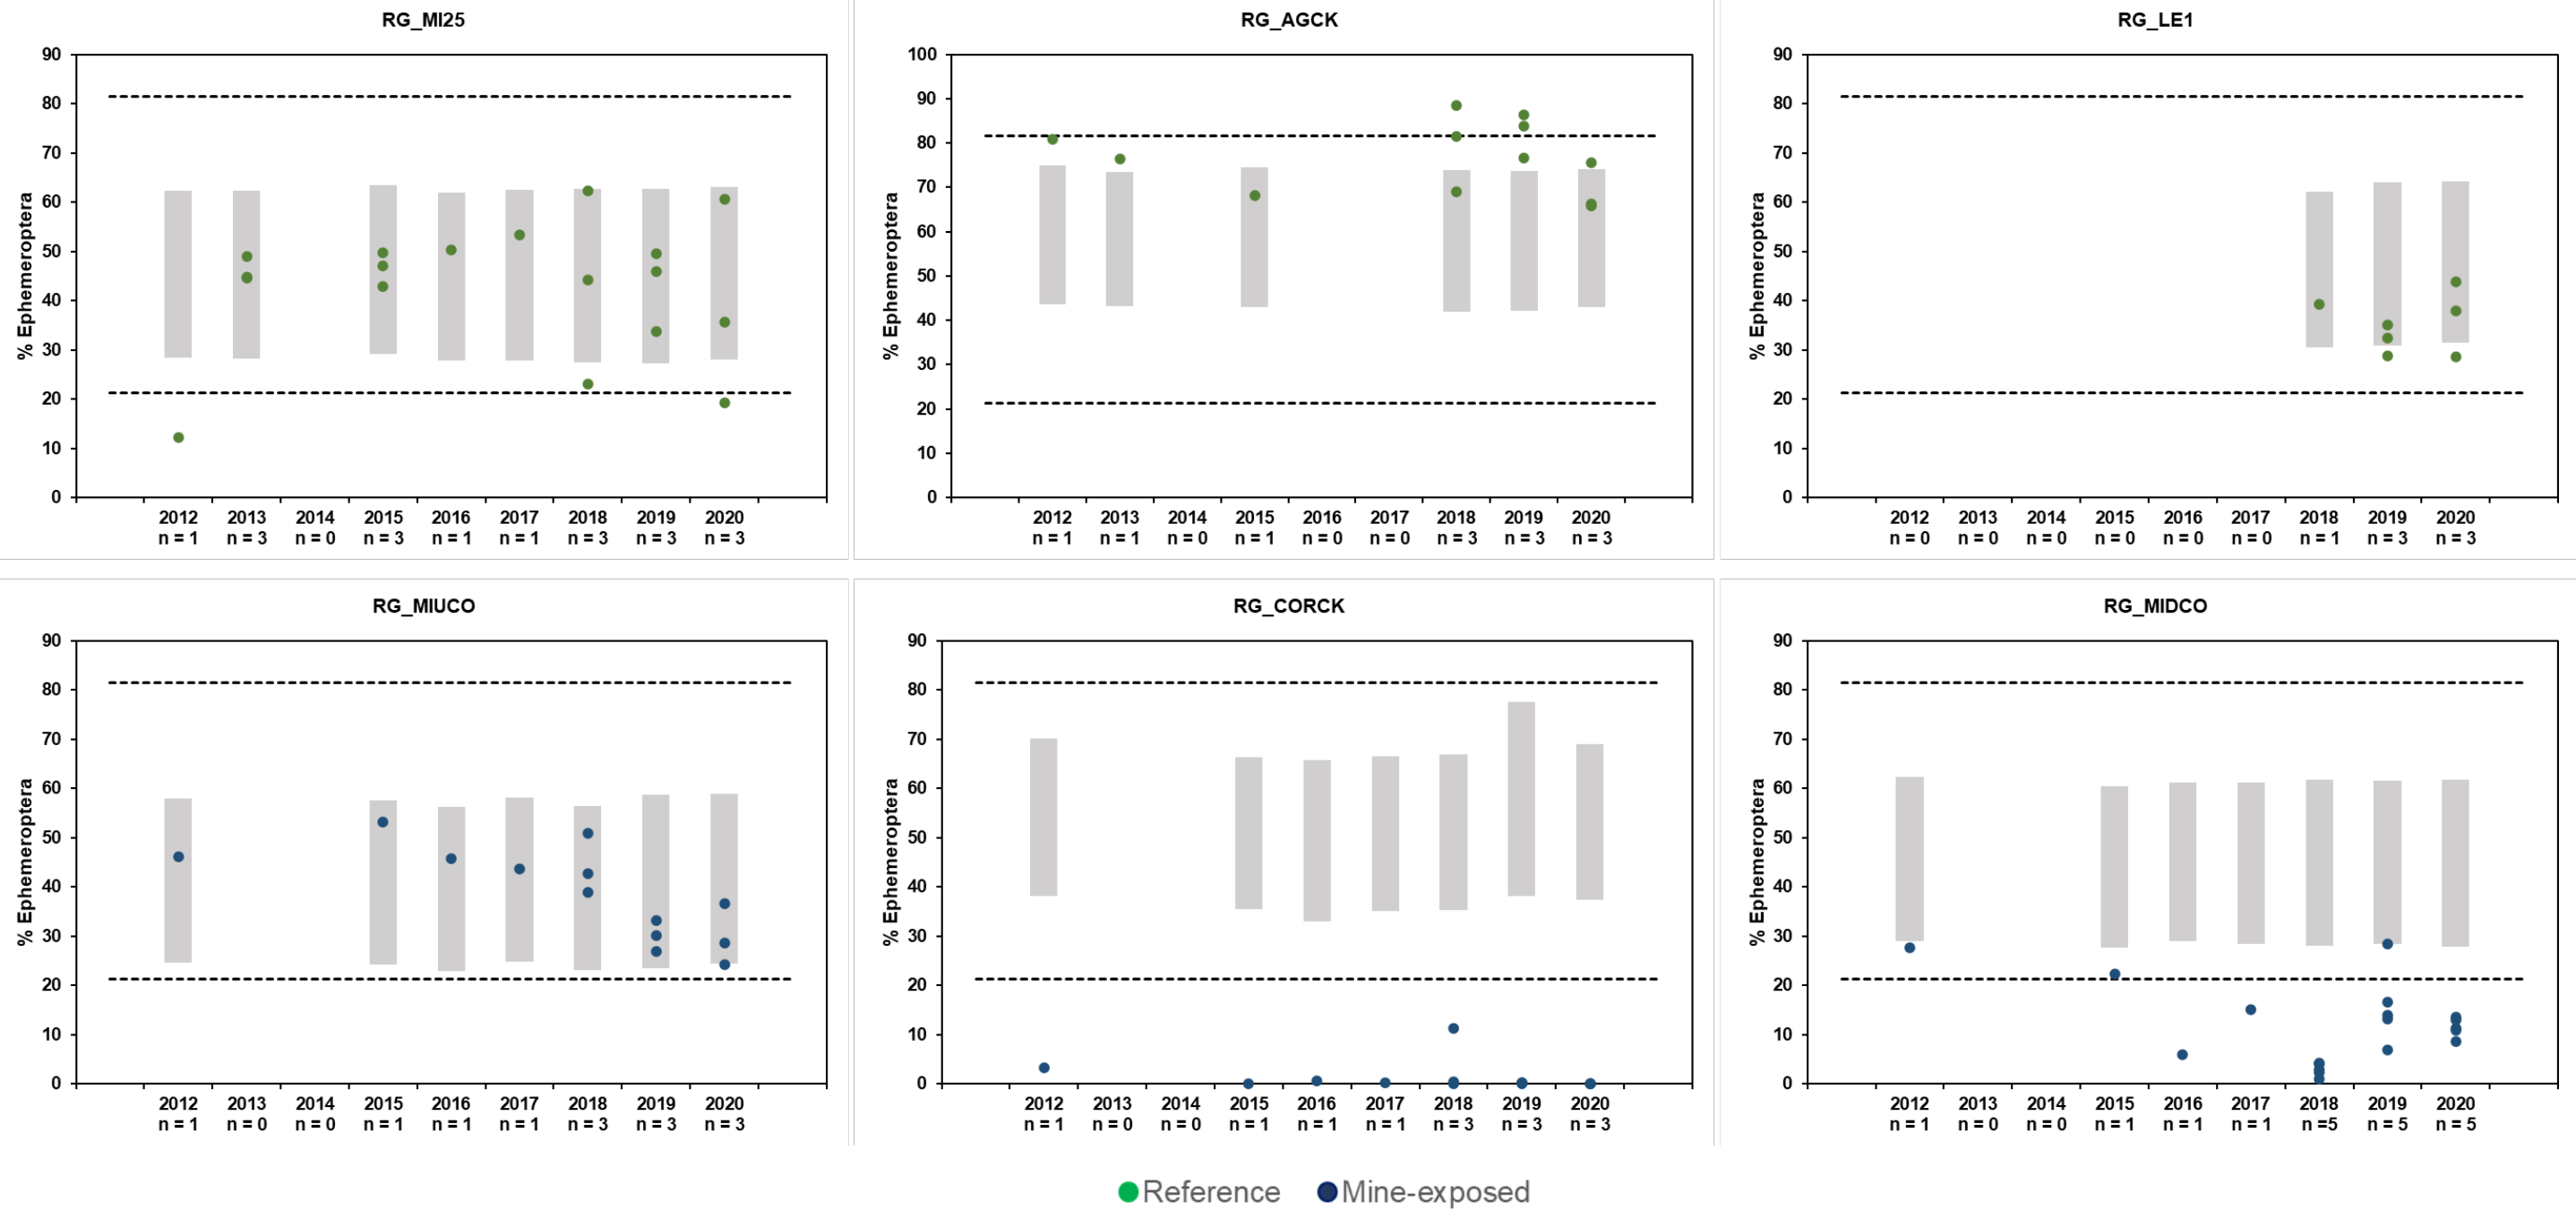 RG_MI25
90
80
70
60
50
40
30
20
10
0
% Ephemeroptera
2012 2013 2014 2015 2016 2017 2018 2019 2020
n = 1 n = 3 n = 0 n = 3 n = 1 n = 1 n = 3 n = 3 n = 3
RG_AGCK
100
90
80
70
60
50
40
30
20
10
0
% Ephemeroptera
2012 2013 2014 2015 2016 2017 2018 2019 2020
n = 1 n = 1 n = 0 n = 1 n = 0 n = 0 n = 3 n = 3 n = 3
RG_LE1
90
80
70
60
50
40
30
20
10
0
% Ephemeroptera
2012 2013 2014 2015 2016 2017 2018 2019 2020
n = 0 n = 0 n = 0 n = 0 n = 0 n = 0 n = 1 n = 3 n = 3
RG_MIUCO
90
80
70
60
50
40
30
20
10
0
% Ephemeroptera
2012 2013 2014 2015 2016 2017 2018 2019 2020
n = 1 n = 0 n = 0 n = 1 n = 1 n = 1 n = 3 n = 3 n = 3
RG_CORCK
90
80
70
60
50
40
30
20
10
0
% Ephemeroptera
2012 2013 2014 2015 2016 2017 2018 2019 2020
n = 1 n = 0 n = 0 n = 1 n = 1 n = 1 n = 3 n = 3 n = 3
RG_MIDCO
90
80
70
60
50
40
30
20
10
0
% Ephemeroptera
2012 2013 2014 2015 2016 2017 2018 2019 2020
n = 1 n = 0 n = 0 n = 1 n = 1 n = 1 n =5 n = 5 n = 5
Reference Mine-exposed